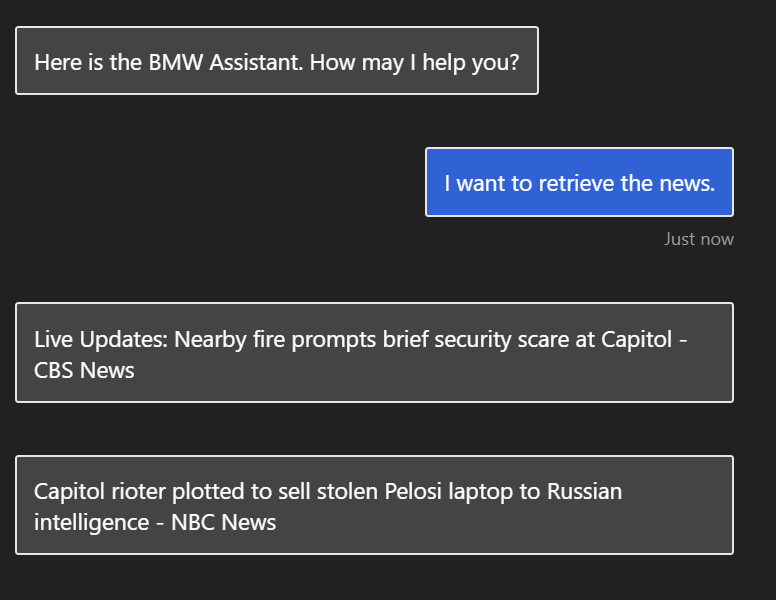 Here is the BMW Assistant. How may I help you?
I want to retrieve the news.
Just now
Live Updates: Nearby fire prompts brief security scare at Capitol -
CBS News
Capitol rioter plotted to sell stolen Pelosi laptop to Russian
intelligence - NBC News